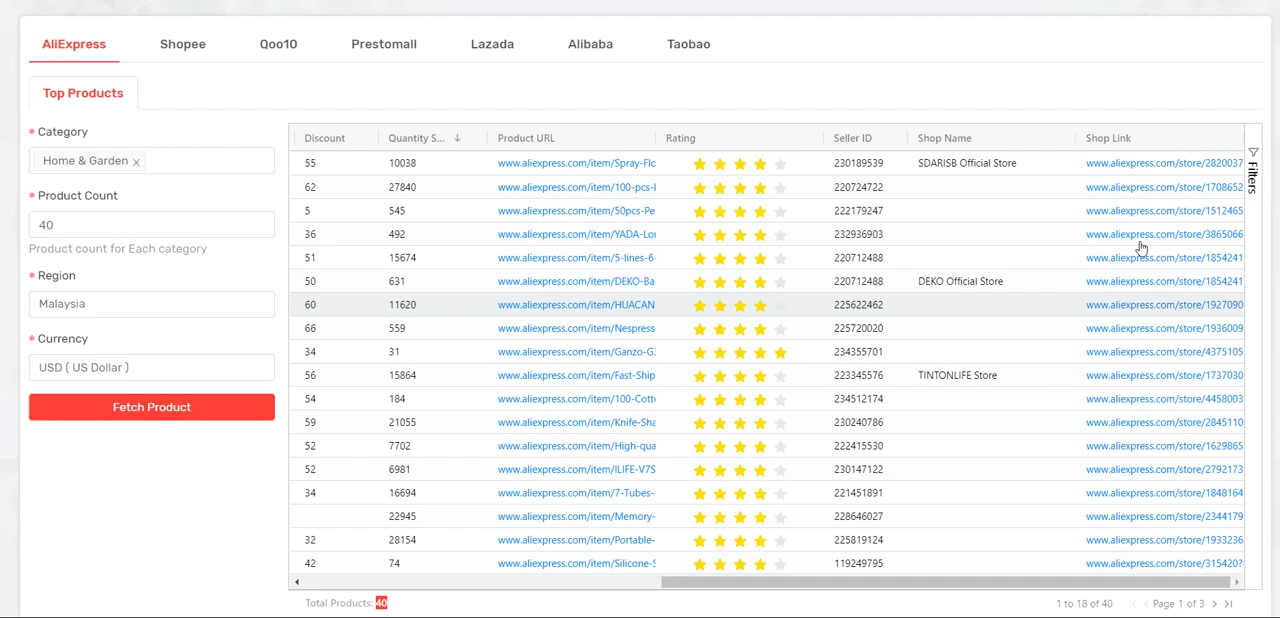 AliExpress Shopee Qoo10 Prestomall Lazada Alibaba Taobao
Top Products
* Category
Home & Garden ×
* Product Count
40
Product count for Each category
* Region
Malaysia
* Currency
USD ( US Dollar )
Fetch Product
Discount Quantity S... ↓ Product URL Rating Seller ID Shop Name Shop Link
55 10038 www.aliexpress.com/item/Spray-Flo 230189539 SDARISB Official Store www.aliexpress.com/store/2820037
62 27840 www.aliexpress.com/item/100-pcs-l 220724722 www.aliexpress.com/store/1708652
5 545 www.aliexpress.com/item/50pcs-Pe 222179247 www.aliexpress.com/store/1512465
36 492 www.aliexpress.com/item/YADA-Lor 232936903 www.aliexpress.com/store/3865066
51 15674 www.aliexpress.com/item/5-lines-6- 220712488 www.aliexpress.com/store/1854241
50 631 www.aliexpress.com/item/DEKO-Ba 220712488 DEKO Official Store www.aliexpress.com/store/1854241
60 11620 www.aliexpress.com/item/HUACAN 225622462 www.aliexpress.com/store/1927090
66 559 www.aliexpress.com/item/Nespress 225720020 www.aliexpress.com/store/1936009
34 31 www.aliexpress.com/item/Ganzo-G 234355701 www.aliexpress.com/store/4375105
56 15864 www.aliexpress.com/item/Fast-Ship 223345576 TINTONLIFE Store www.aliexpress.com/store/1737030
54 184 www.aliexpress.com/item/100-Cott 234512174 www.aliexpress.com/store/4458003
59 21055 www.aliexpress.com/item/Knife-Sha 230240786 www.aliexpress.com/store/2845110
52 7702 www.aliexpress.com/item/High-qua 222415530 www.aliexpress.com/store/1629865
52 6981 www.aliexpress.com/item/ILIFE-V7S 230147122 www.aliexpress.com/store/2792173
34 16694 www.aliexpress.com/item/7-Tubes- 221451891 www.aliexpress.com/store/1848164
22945 www.aliexpress.com/item/Memory- 228646027 www.aliexpress.com/store/2344179
32 28154 www.aliexpress.com/item/Portable- 225819124 www.aliexpress.com/store/1933236
42 74 www.aliexpress.com/item/Silicone-S 119249795 www.aliexpress.com/store/315420?
Filters
Total Products: 40
1 to 18 of 40 Page 1 of 3